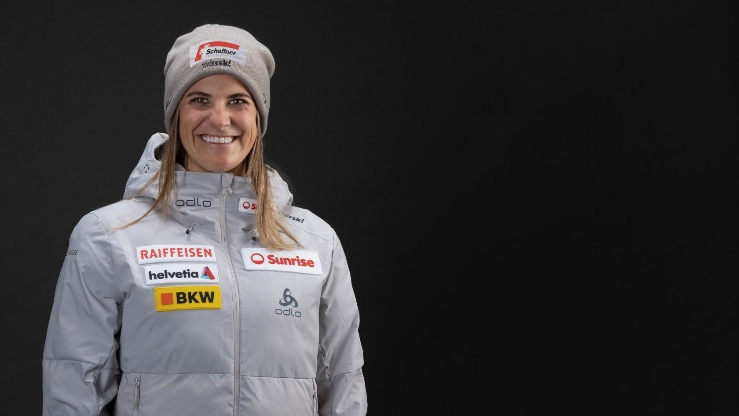 Schaffner
odlo
RAIFFEISEN
Sunrise
helvetia
BKW
odlo